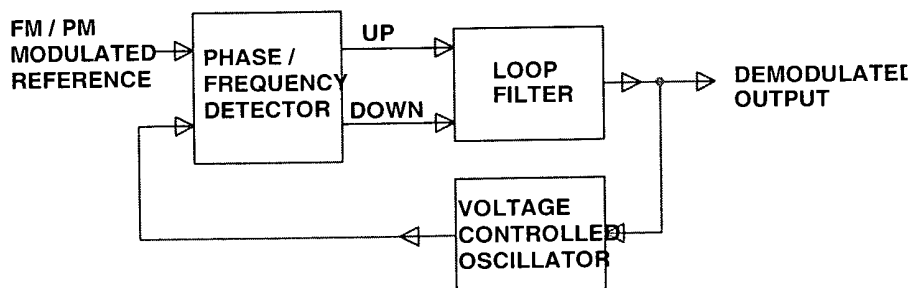 FM / PM
MODULATED
REFERENCE
PHASE /
FREQUENCY
DETECTOR
UP
DOWN
LOOP
FILTER
DEMODULATED
OUTPUT
VOLTAGE
CONTROLLED
OSCILLATOR